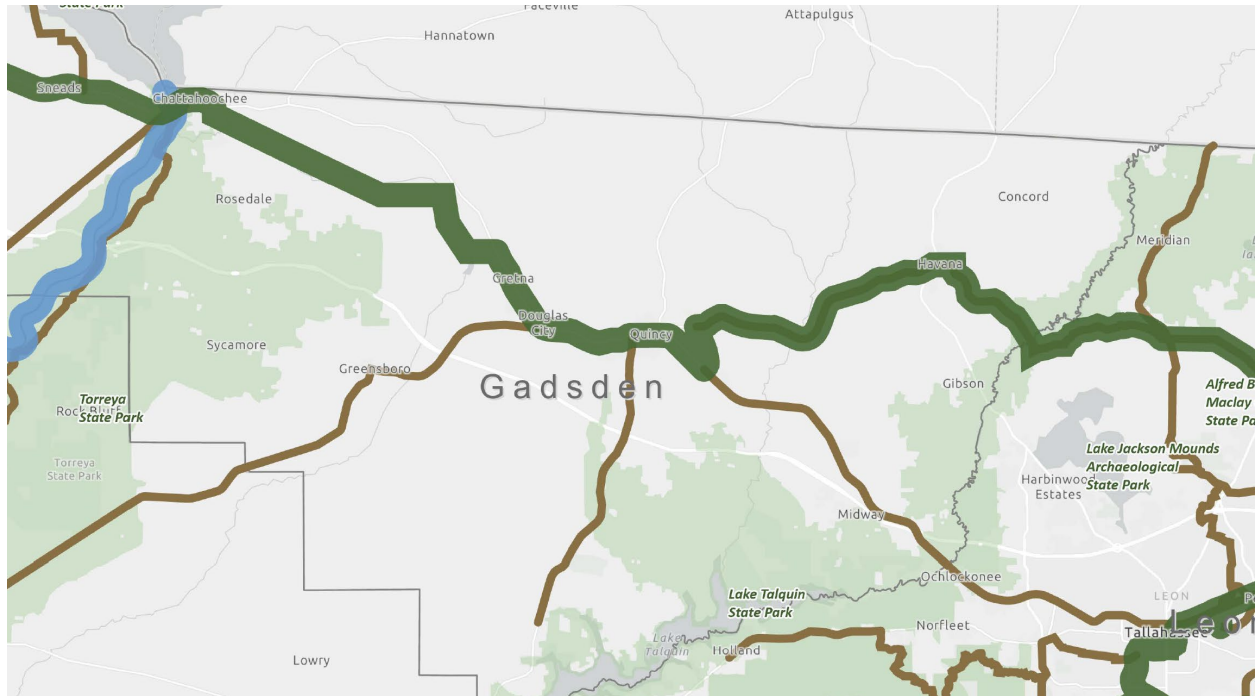 State Park
Faceville
Attapulgus
Hannatown
Sneads
Chattahoochee
Rosedale
Concord
Meridian
Havana
Gretna
Douglas
City
Quincy
Sycamore
Greensboro
Gadsden
Gibson
Torreya
State Park
Rock Bluff
Torreya
State Park
Alfred B
Maclay
State Pa
Lake Jackson Mounds
Archaeological
State Park
Harbinwood
Estates
Midway
Ochlockonee
Lake Talquin
State Park
LEON
Norfleet
Tallahassee
Leon
Lake
Talquin
Holland
Lowry